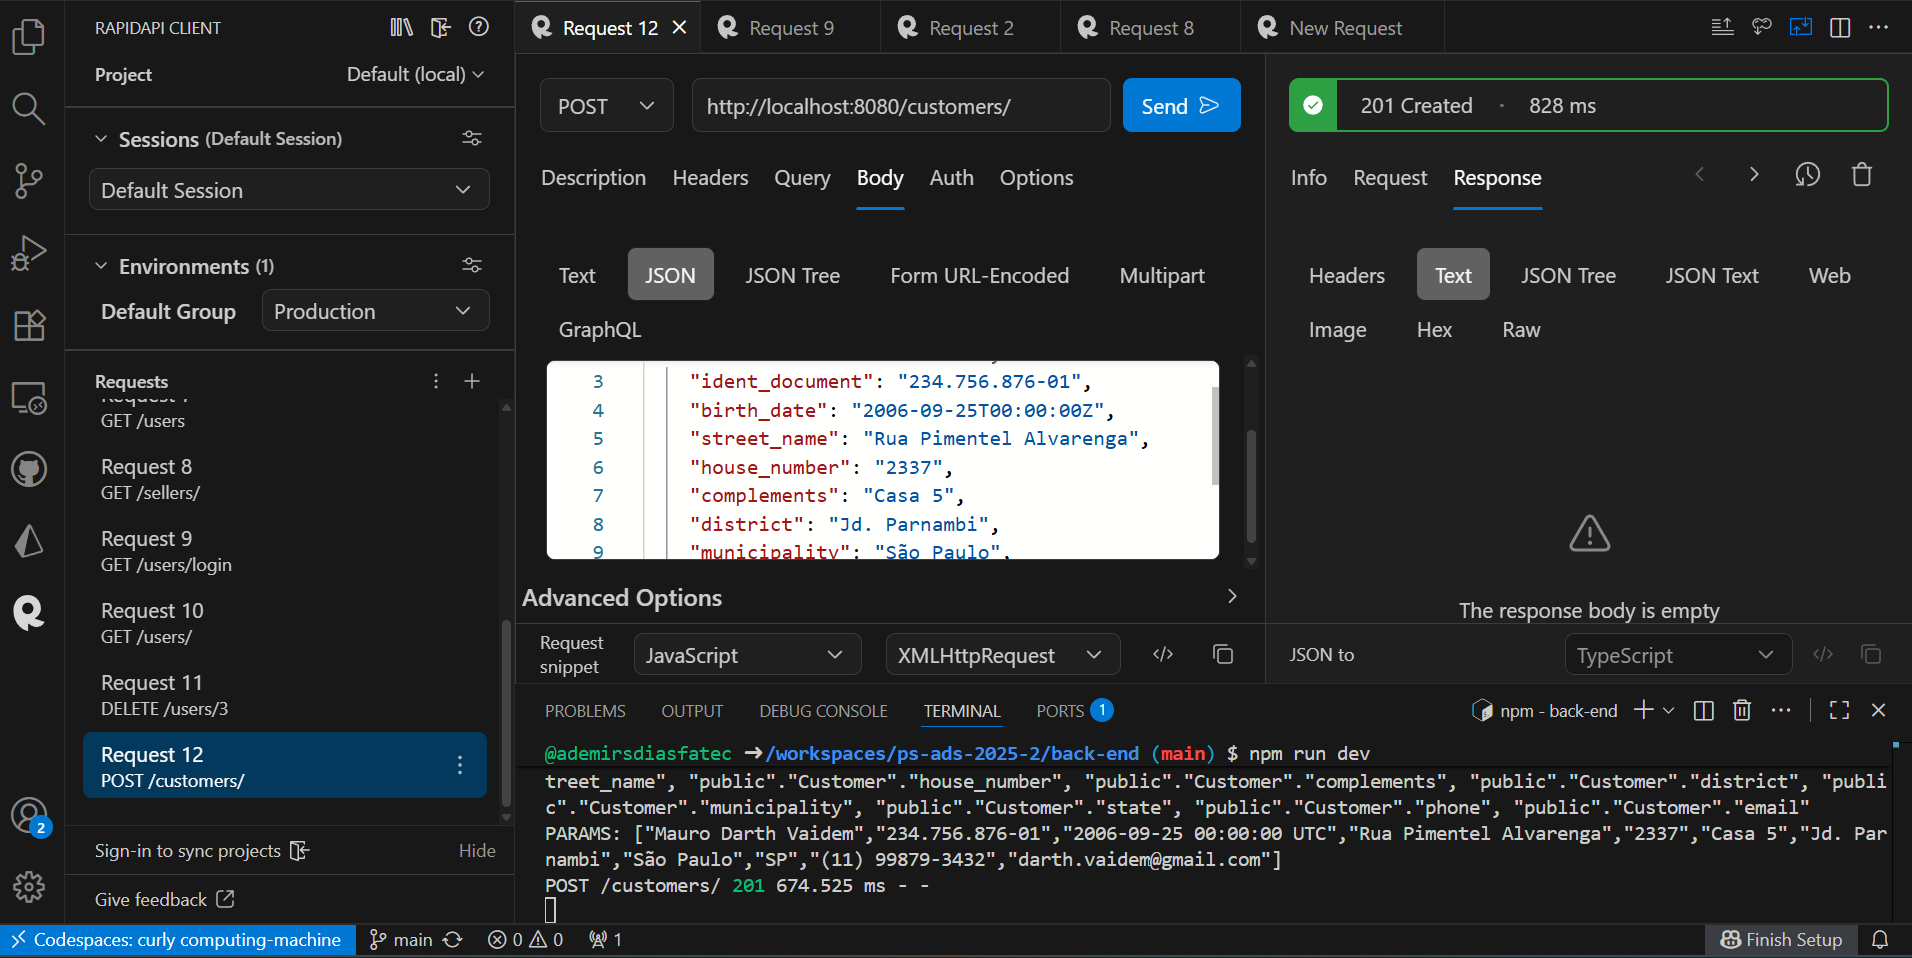 RAPIDAPI CLIENT
Project
Default (local)
Sessions (Default Session)
Default Session
Environments (1)
Default Group
Production
Requests
GET /users
Request 8
GET /sellers/
Request 9
GET /users/login
Request 10
GET /users/
Request 11
DELETE /users/3
Request 12
POST /customers/
Sign-in to sync projects
Hide
Give feedback
2
Request 12
Request 9
Request 2
Request 8
New Request
POST
http://localhost:8080/customers/
Send
Description
Headers
Query
Body
Auth
Options
Text
JSON
JSON Tree
Form URL-Encoded
Multipart
GraphQL
3 "ident_document": "234.756.876-01",
4 "birth_date": "2006-09-25T00:00:00Z",
5 "street_name": "Rua Pimentel Alvarenga",
6 "house_number": "2337",
7 "complements": "Casa 5",
8 "district": "Jd. Parnambi",
9 "municipality": "São Paulo",
Advanced Options
Request snippet
JavaScript
XMLHttpRequest
201 Created · 828 ms
Info
Request
Response
Headers
Text
JSON Tree
JSON Text
Web
Image
Hex
Raw
The response body is empty
JSON to
TypeScript
PROBLEMS
OUTPUT
DEBUG CONSOLE
TERMINAL
PORTS 1
npm - back-end
@ademirsdiasfatec ➜/workspaces/ps-ads-2025-2/back-end (main) $ npm run dev
treet_name", "public"."Customer"."house_number", "public"."Customer"."complements", "public"."Customer"."district", "publi
c"."Customer"."municipality", "public"."Customer"."state", "public"."Customer"."phone", "public"."Customer"."email"
PARAMS: ["Mauro Darth Vaidem","234.756.876-01","2006-09-25 00:00:00 UTC","Rua Pimentel Alvarenga","2337","Casa 5","Jd. Par
nambi","São Paulo","SP","(11) 99879-3432","darth.vaidem@gmail.com"]
POST /customers/ 201 674.525 ms - -
Codespaces: curly computing-machine
main
0
0
1
Finish Setup